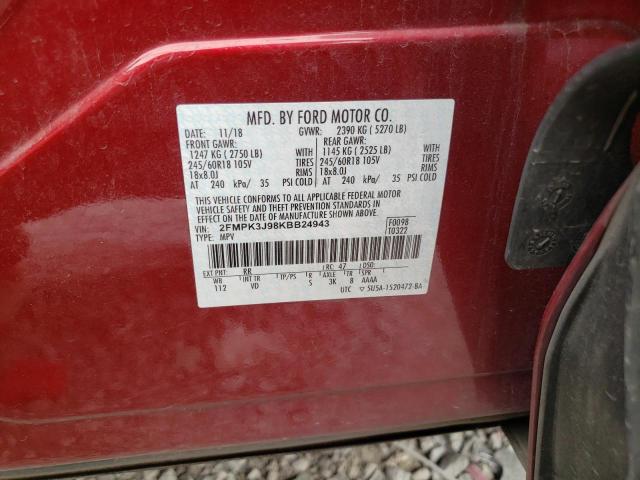 MFD. BY FORD MOTOR CO.
DATE: 11/18 GVWR: 2390 KG ( 5270 LB)
FRONT GAWR: REAR GAWR:
1247 KG ( 2750 LB) WITH 1145 KG ( 2525 LB) WITH
245/60R18 105V TIRES 245/60R18 105V TIRES
18x8.0J RIMS 18x8.0J RIMS
AT 240 kPa/ 35 PSI COLD AT 240 kPa/ 35 PSI COLD
THIS VEHICLE CONFORMS TO ALL APPLICABLE FEDERAL MOTOR
VEHICLE SAFETY AND THEFT PREVENTION STANDARDS IN
EFFECT ON THE DATE OF MANUFACTURE SHOWN ABOVE.
VIN: 2FMPK3J98KBB24943 F0098
TYPE: MPV T0322
EXT PNT: RR RC: 47 DSO:
WB INT TR TP/PS R AXLE TR SPR
112 VD S 3K 8 AAAA
UTC 5U5A-1520472-BA